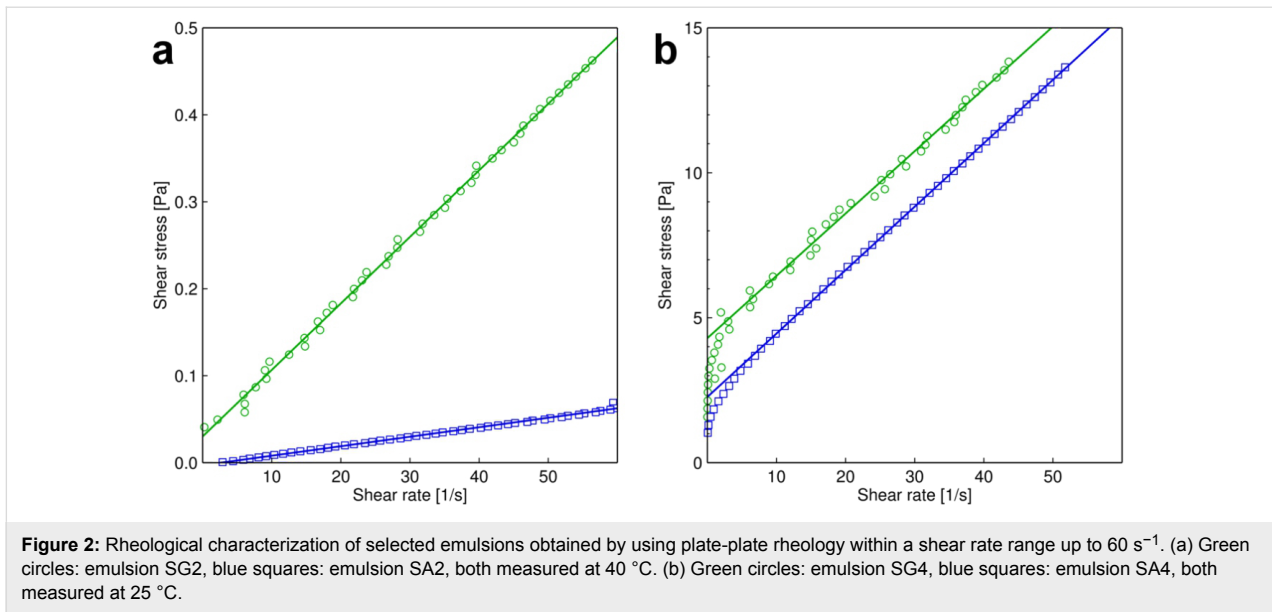 a
0.5
0.4
0.3
0.2
0.1
0.0
Shear stress [Pa]
10
20
30
40
50
Shear rate [1/s]
b
15
10
5
0
Shear stress [Pa]
0
10
20
30
40
50
Shear rate [1/s]
Figure 2: Rheological characterization of selected emulsions obtained by using plate-plate rheology within a shear rate range up to 60 s⁻¹. (a) Green
circles: emulsion SG2, blue squares: emulsion SA2, both measured at 40 °C. (b) Green circles: emulsion SG4, blue squares: emulsion SA4, both
measured at 25 °C.